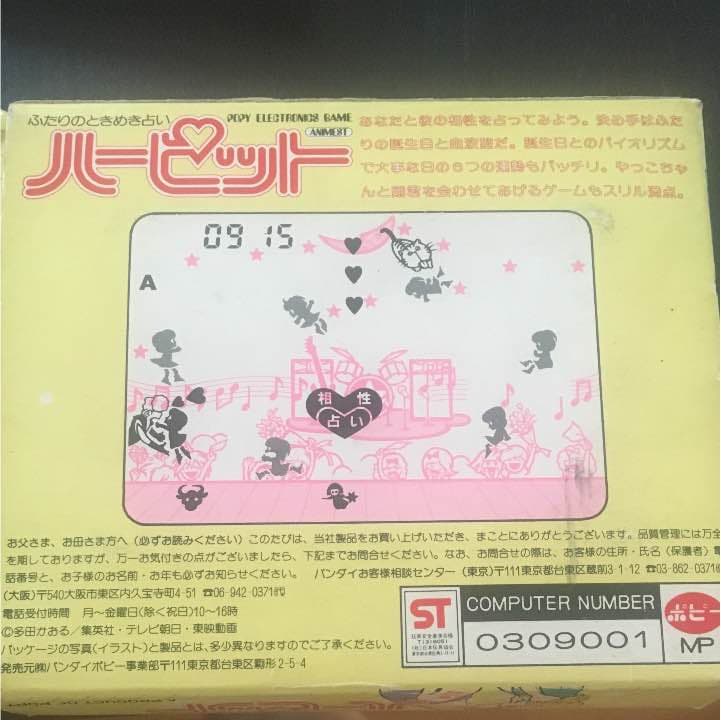 ふたりのときめき占い
POPY ELECTRONICS GAME
ANIMEST
ハーピット
あなたと彼の相性を占ってみよう。決め手はふた
りの誕生日と血液型だ。誕生日とのバイオリズム
で大事な日の6つの運勢もバッチリ。やっこちゃ
んと朗君を会わせてあげるゲームもスリル満点。
09 15
A
相性
占い
お父さま、お母さま方へ(必ずお読みください)このたびは、当社製品をお買い上げいただき、まことにありがとうございます。品質管理には万全
を期しておりますが、万一お気付きの点がございましたら、下記までお問合せください。なお、お問合せの際は、お客様の住所・氏名(保護者)電
話番号と、お子様のお名前・お年も必ずお知らせください。 バンダイお客様相談センター(東京)〒111東京都台東区蔵前3-1-12 ☎03-862-0371㈹
(大阪)〒540大阪市東区内久宝寺町4-51 ☎06-942-0371㈹
電話受付時間 月〜金曜日(除く祝日)10〜16時
©多田かおる/集英社・テレビ朝日・東映動画
パッケージの写真(イラスト)と製品とは、多少異なりますのでご了承ください。
発売元㈱バンダイポピー事業部〒111東京都台東区駒形2-5-4
ST
COMPUTER NUMBER
0309001
ポピー
MP